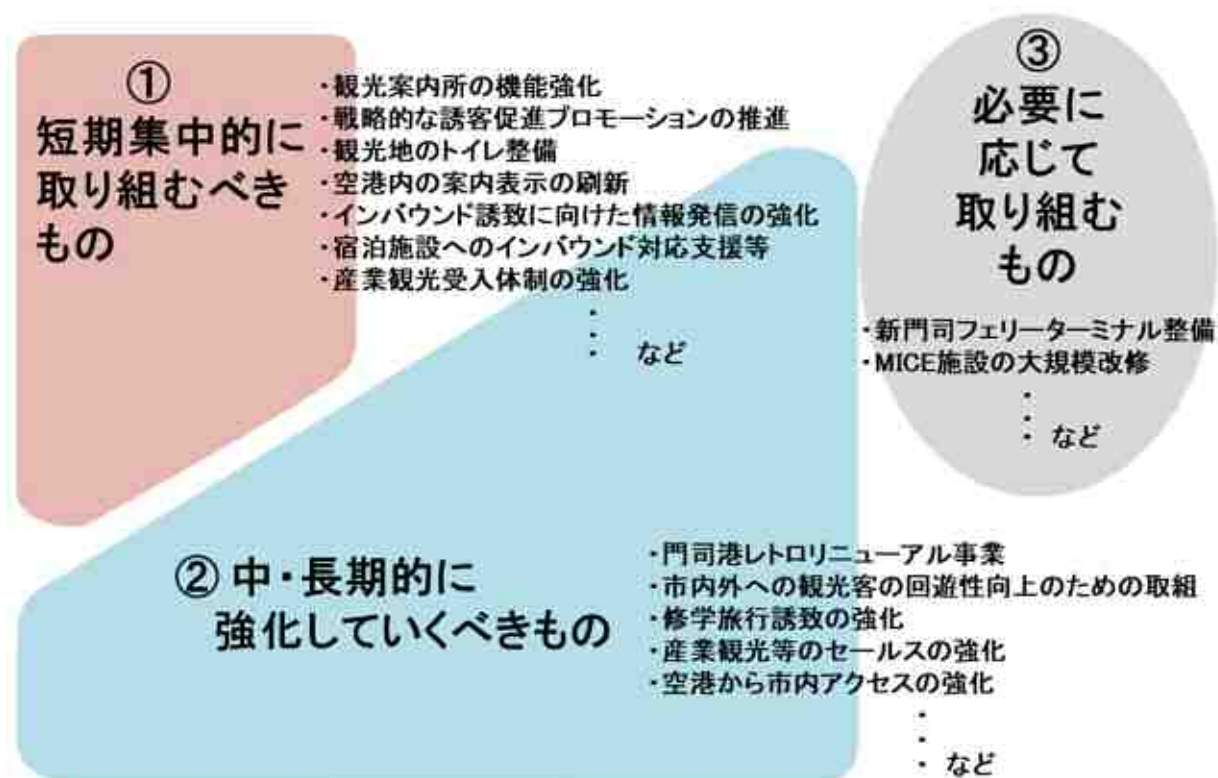 ①
短期集中的に
取り組むべき
もの
・観光案内所の機能強化
・戦略的な誘客促進プロモーションの推進
・観光地のトイレ整備
・空港内の案内表示の刷新
・インバウンド誘致に向けた情報発信の強化
・宿泊施設へのインバウンド対応支援等
・産業観光受入体制の強化
・
・
・ など
③
必要に
応じて
取り組む
もの
・新門司フェリーターミナル整備
・MICE施設の大規模改修
・
・
・ など
② 中・長期的に
強化していくべきもの
・門司港レトロリニューアル事業
・市内外への観光客の回遊性向上のための取組
・修学旅行誘致の強化
・産業観光等のセールスの強化
・空港から市内アクセスの強化
・
・
・ など